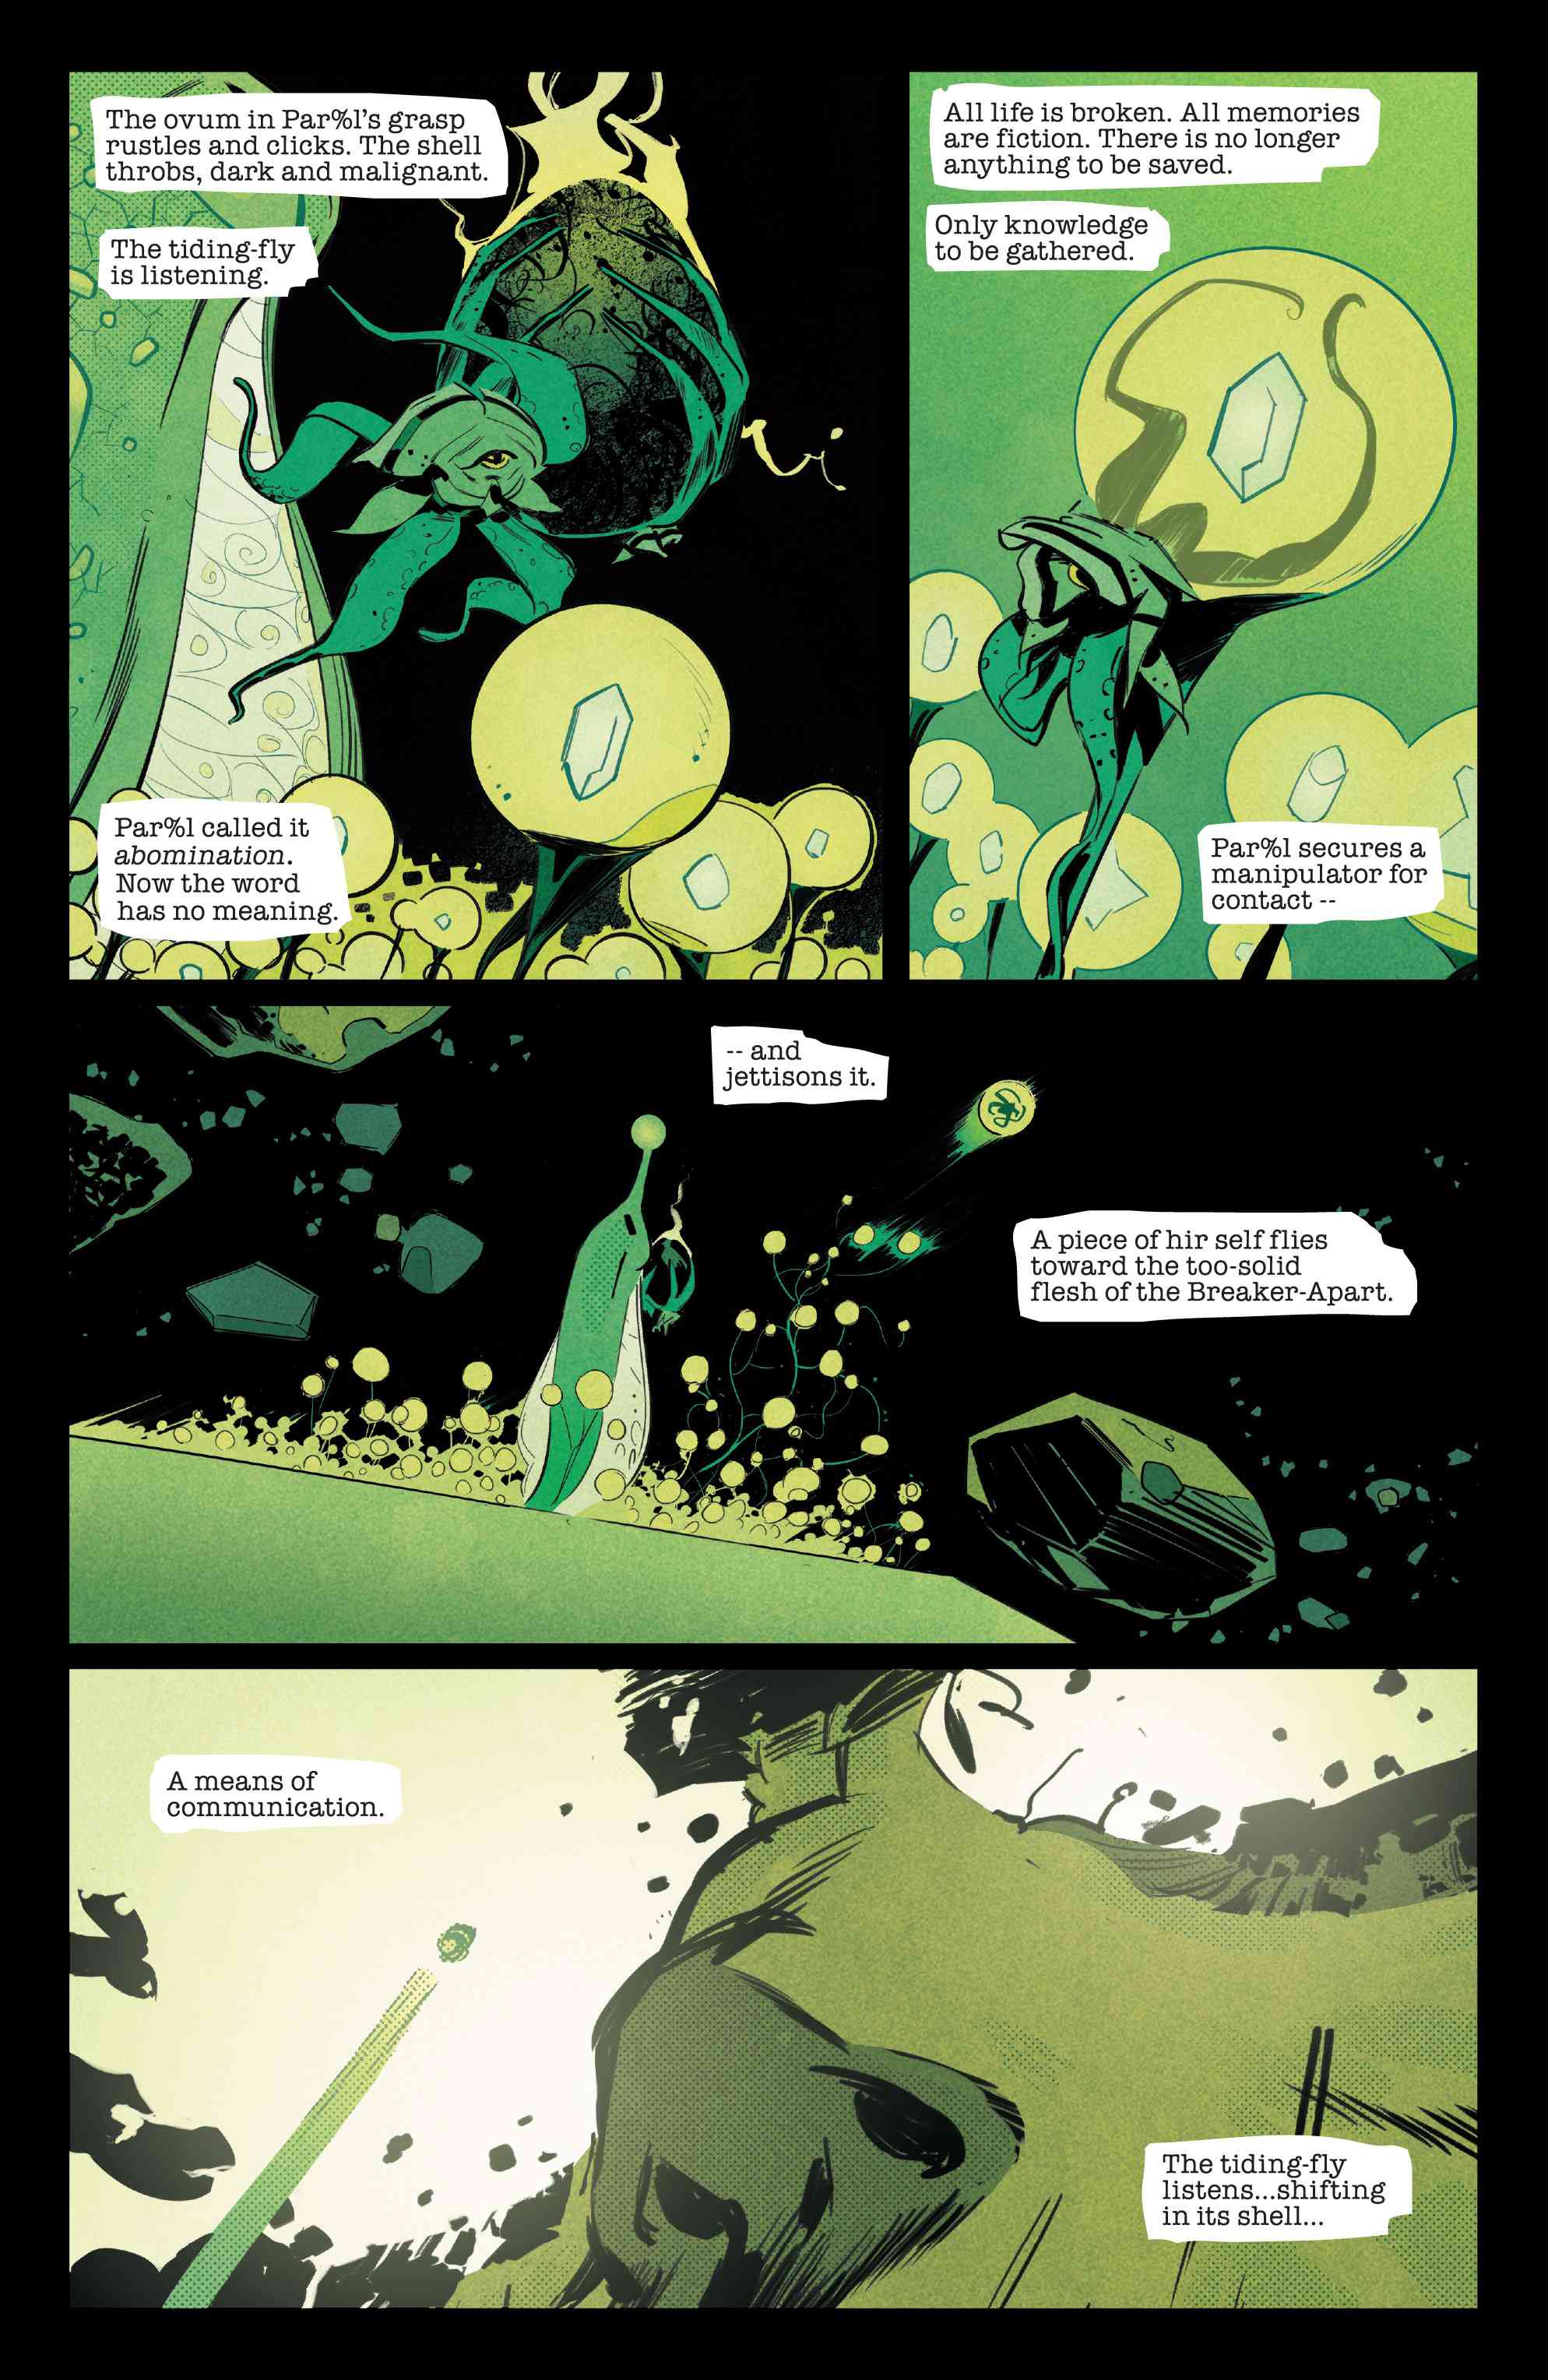 The ovum in Par%l's grasp
rustles and clicks. The shell
throbs, dark and malignant.
The tiding-fly
is listening.
Par%l called it
abomination.
Now the word
has no meaning.
All life is broken. All memories
are fiction. There is no longer
anything to be saved.
Only knowledge
to be gathered.
Par%l secures a
manipulator for
contact --
-- and
jettisons it.
A piece of hir self flies
toward the too-solid
flesh of the Breaker-Apart.
A means of
communication.
The tiding-fly
listens...shifting
in its shell...